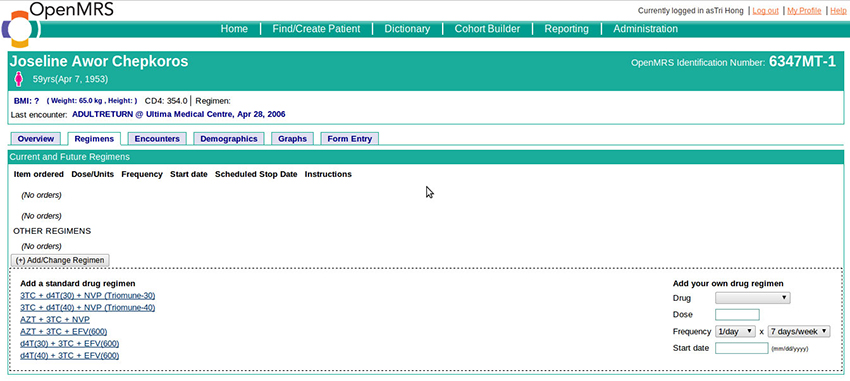 OpenMRS
Currently logged in asTri Hong | Log out | My Profile | Help
Home | Find/Create Patient | Dictionary | Cohort Builder | Reporting | Administration
Joseline Awor Chepkoros OpenMRS Identification Number: 6347MT-1
59yrs(Apr 7, 1953)
BMI: ? ( Weight: 65.0 kg , Height: ) CD4: 354.0 | Regimen:
Last encounter: ADULTRETURN @ Ultima Medical Centre, Apr 28, 2006
Overview Regimens Encounters Demographics Graphs Form Entry
Current and Future Regimens
Item ordered Dose/Units Frequency Start date Scheduled Stop Date Instructions
(No orders)
(No orders)
OTHER REGIMENS
(No orders)
(+) Add/Change Regimen
Add a standard drug regimen
3TC + d4T(30) + NVP (Triomune-30)
3TC + d4T(40) + NVP (Triomune-40)
AZT + 3TC + NVP
AZT + 3TC + EFV(600)
d4T(30) + 3TC + EFV(600)
d4T(40) + 3TC + EFV(600)
Add your own drug regimen
Drug
Dose
Frequency 1/day x 7 days/week
Start date (mm/dd/yyyy)